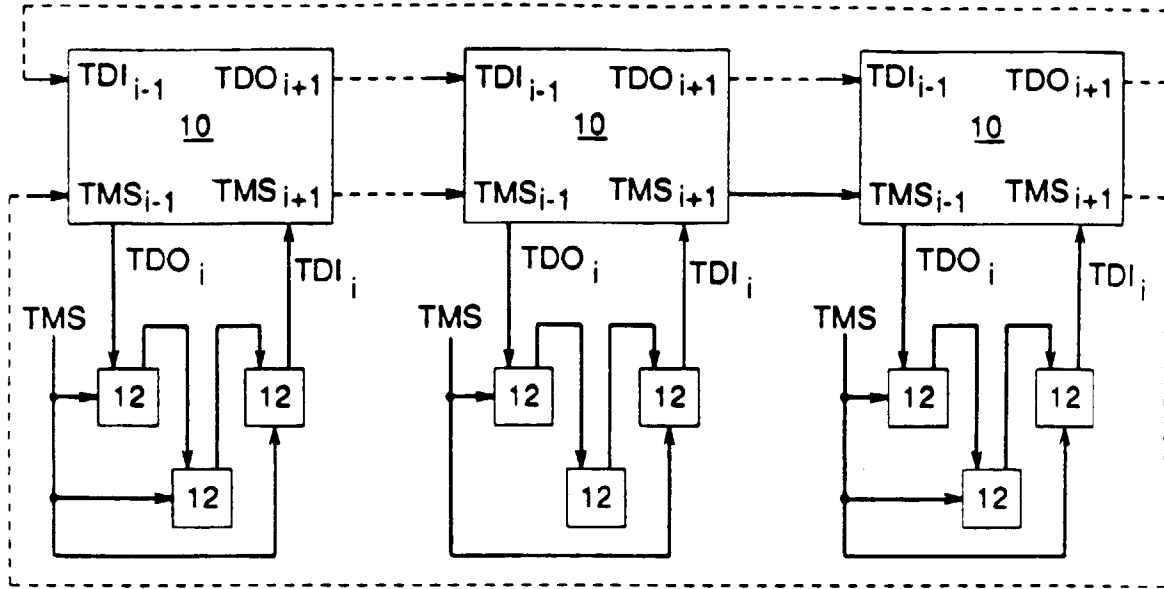 TDI i-1 TDO i+1 TDI i-1 TDO i+1 TDI i-1 TDO i+1
10 10 10
TMS i-1 TMS i+1 TMS i-1 TMS i+1 TMS i-1 TMS i+1
TDO i TDI i TDO i TDI i TDO i TDI i
TMS TMS TMS
12 12 12 12 12 12
12 12 12